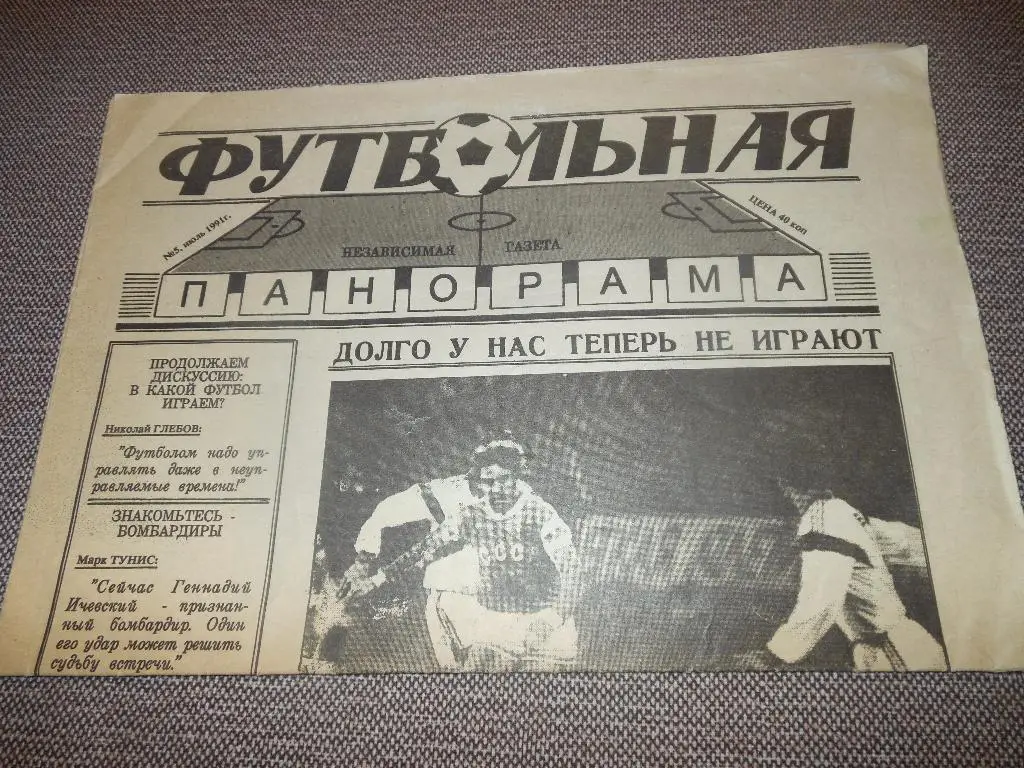 ФУТБОЛЬНАЯ
№5, июль 1991г.
ЦЕНА 40 коп
НЕЗАВИСИМАЯ ГАЗЕТА
ПАНОРАМА
ДОЛГО У НАС ТЕПЕРЬ НЕ ИГРАЮТ
ПРОДОЛЖАЕМ
ДИСКУССИЮ:
В КАКОЙ ФУТБОЛ
ИГРАЕМ?
Николай ГЛЕБОВ:
"Футболом надо уп-
равлять даже в неуп-
равляемые времена!"
ЗНАКОМЬТЕСЬ -
БОМБАРДИРЫ
Марк ТУНИС:
"Сейчас Геннадий
Ичевский - признан-
ный бомбардир. Один
его удар может решить
судьбу встречи."
ССС